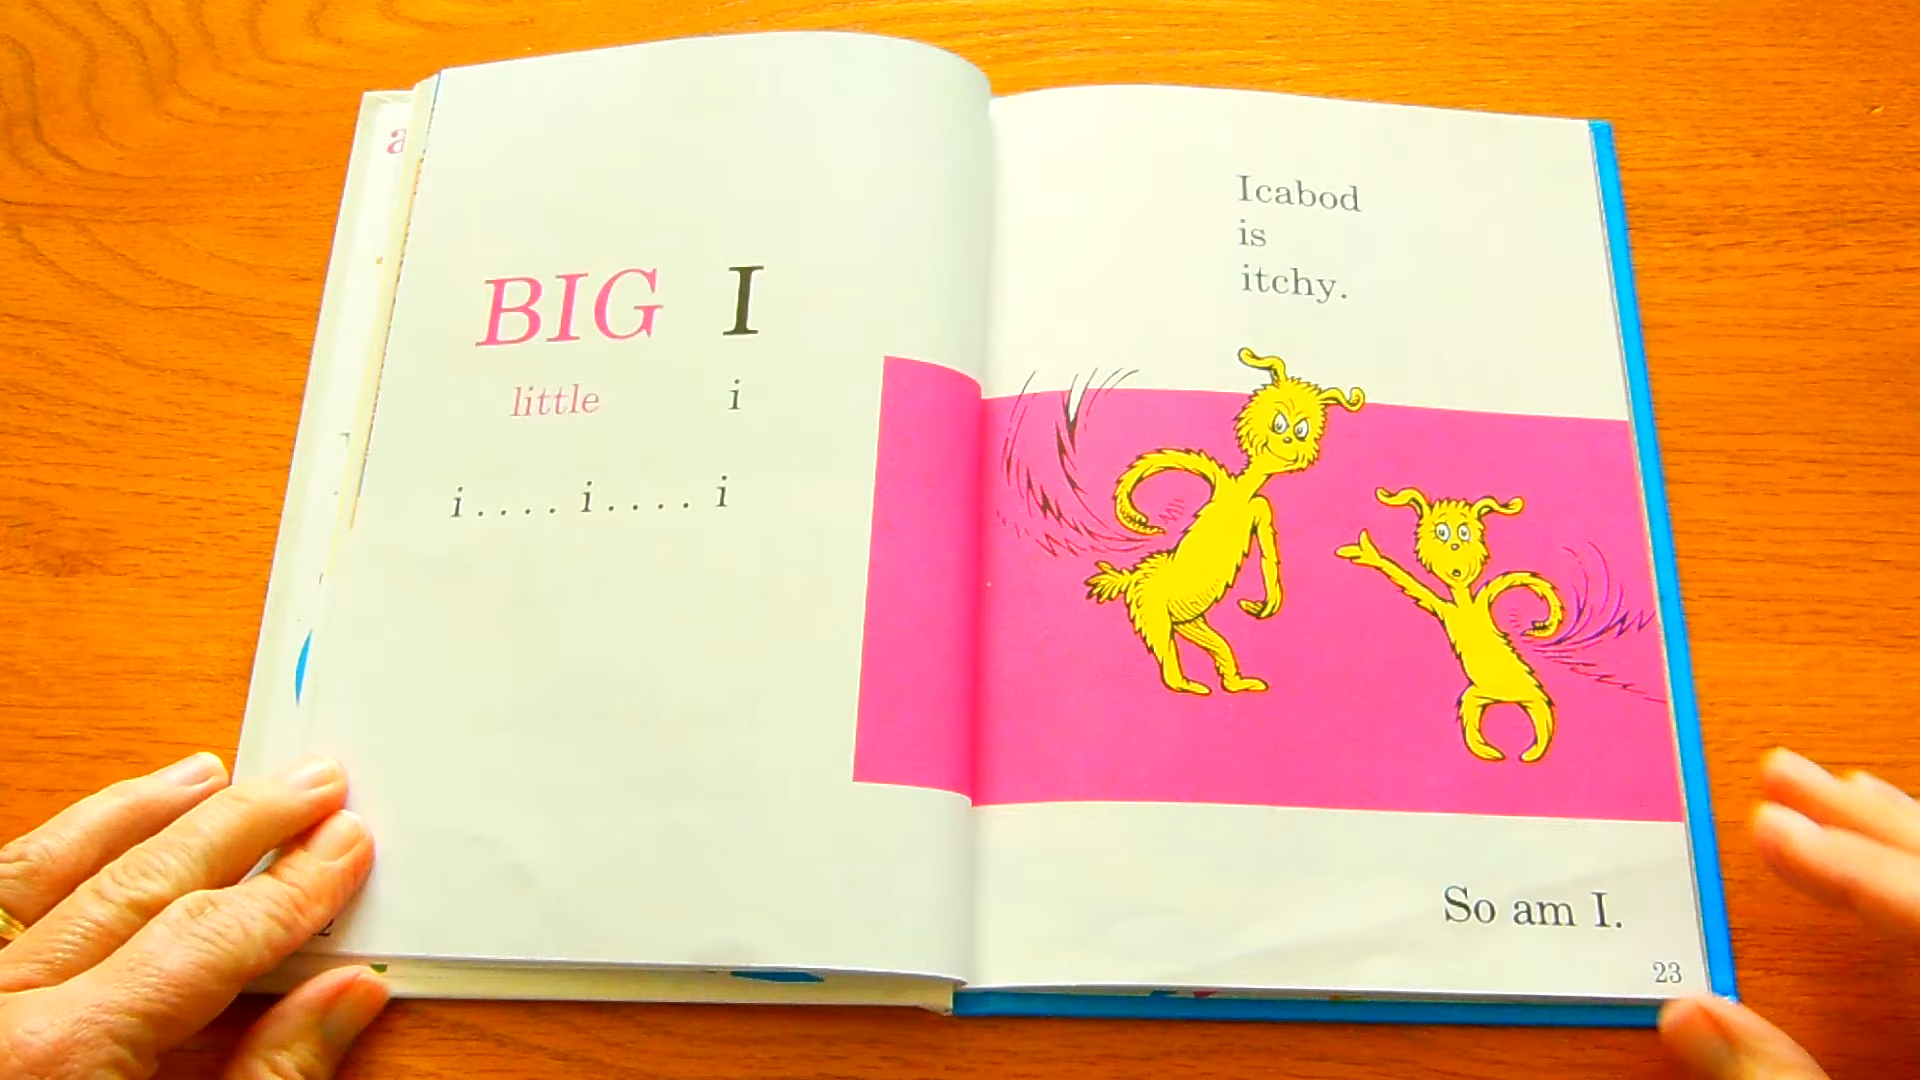 BIG I
little i
i.... i.... i
Icabod
is
itchy.
So am I.
23